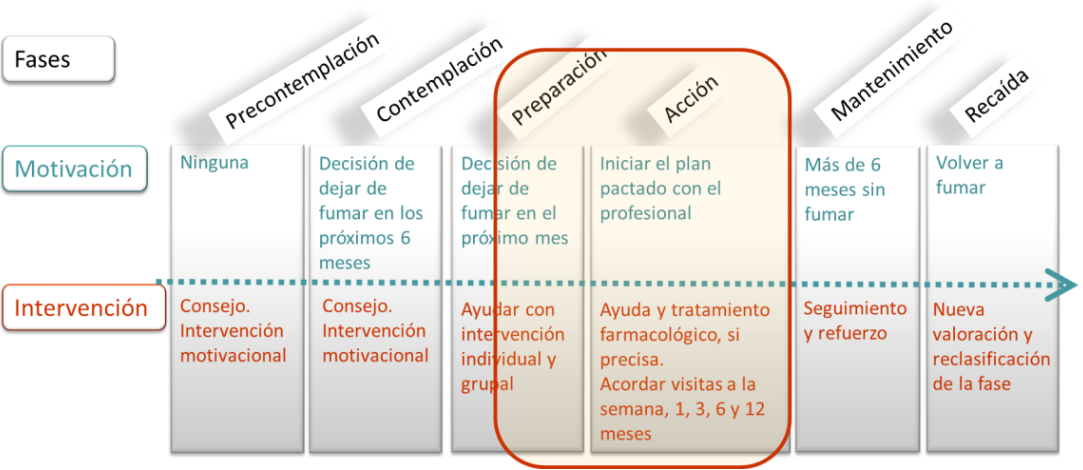 Fases
Precontemplación
Contemplación
Preparación
Acción
Mantenimiento
Recaída
Motivación
Ninguna
Decisión de
dejar de
fumar en los
próximos 6
meses
Decisión de
dejar de
fumar en el
próximo mes
Iniciar el plan
pactado con el
profesional
Más de 6
meses sin
fumar
Volver a
fumar
Intervención
Consejo.
Intervención
motivacional
Consejo.
Intervención
motivacional
Ayudar con
intervención
individual y
grupal
Ayuda y tratamiento
farmacológico, si
precisa.
Acordar visitas a la
semana, 1, 3, 6 y 12
meses
Seguimiento
y refuerzo
Nueva
valoración y
reclasificación
de la fase